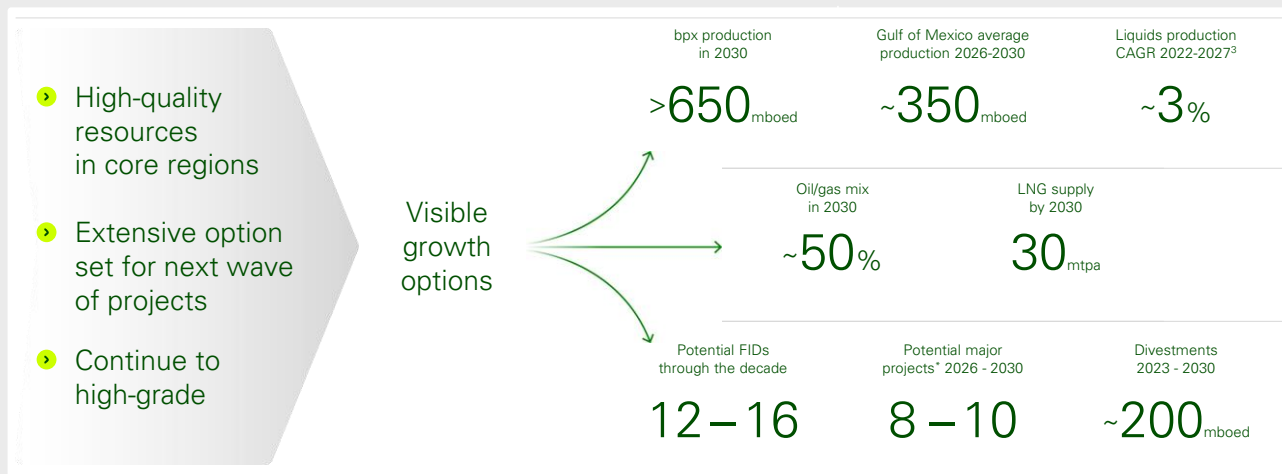 High-quality
resources
in core regions
Extensive option
set for next wave
of projects
Continue to
high-grade
Visible
growth
options
bpx production
in 2030
>650mboed
Gulf of Mexico average
production 2026-2030
~350mboed
Liquids production
CAGR 2022-2027³
~3%
Oil/gas mix
in 2030
~50%
LNG supply
by 2030
30mtpa
Potential FIDs
through the decade
12 – 16
Potential major
projects* 2026 - 2030
8 – 10
Divestments
2023 - 2030
~200mboed